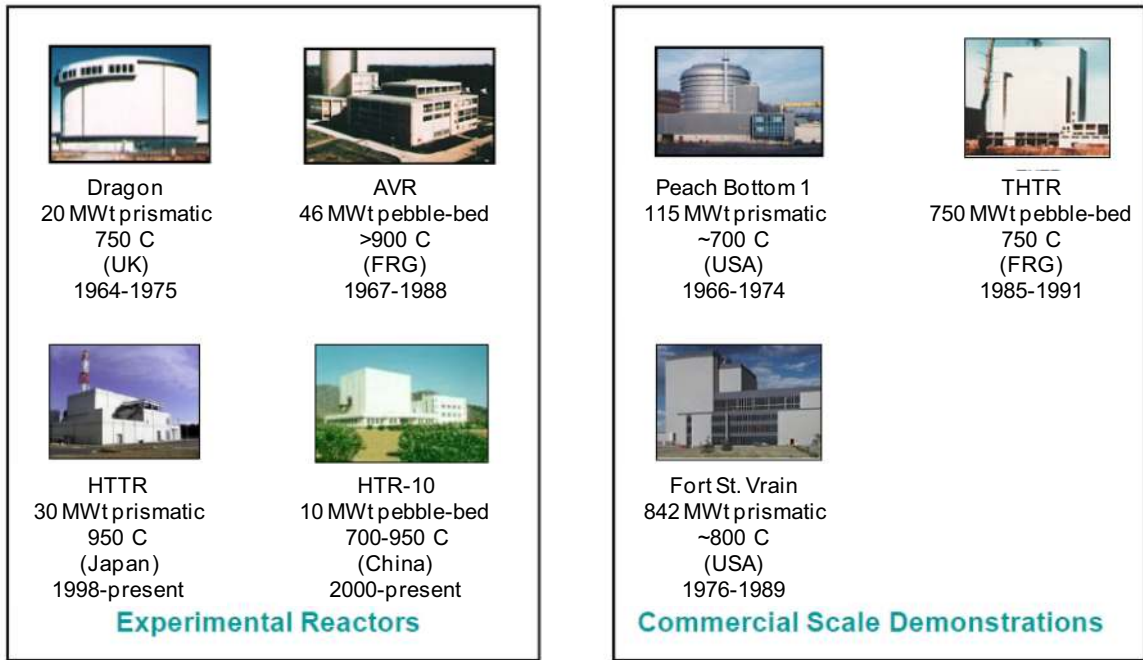 Dragon
20 MWt prismatic
750 C
(UK)
1964-1975
AVR
46 MWt pebble-bed
>900 C
(FRG)
1967-1988
HTTR
30 MWt prismatic
950 C
(Japan)
1998-present
HTR-10
10 MWt pebble-bed
700-950 C
(China)
2000-present
Experimental Reactors
Peach Bottom 1
115 MWt prismatic
~700 C
(USA)
1966-1974
THTR
750 MWt pebble-bed
750 C
(FRG)
1985-1991
Fort St. Vrain
842 MWt prismatic
~800 C
(USA)
1976-1989
Commercial Scale Demonstrations